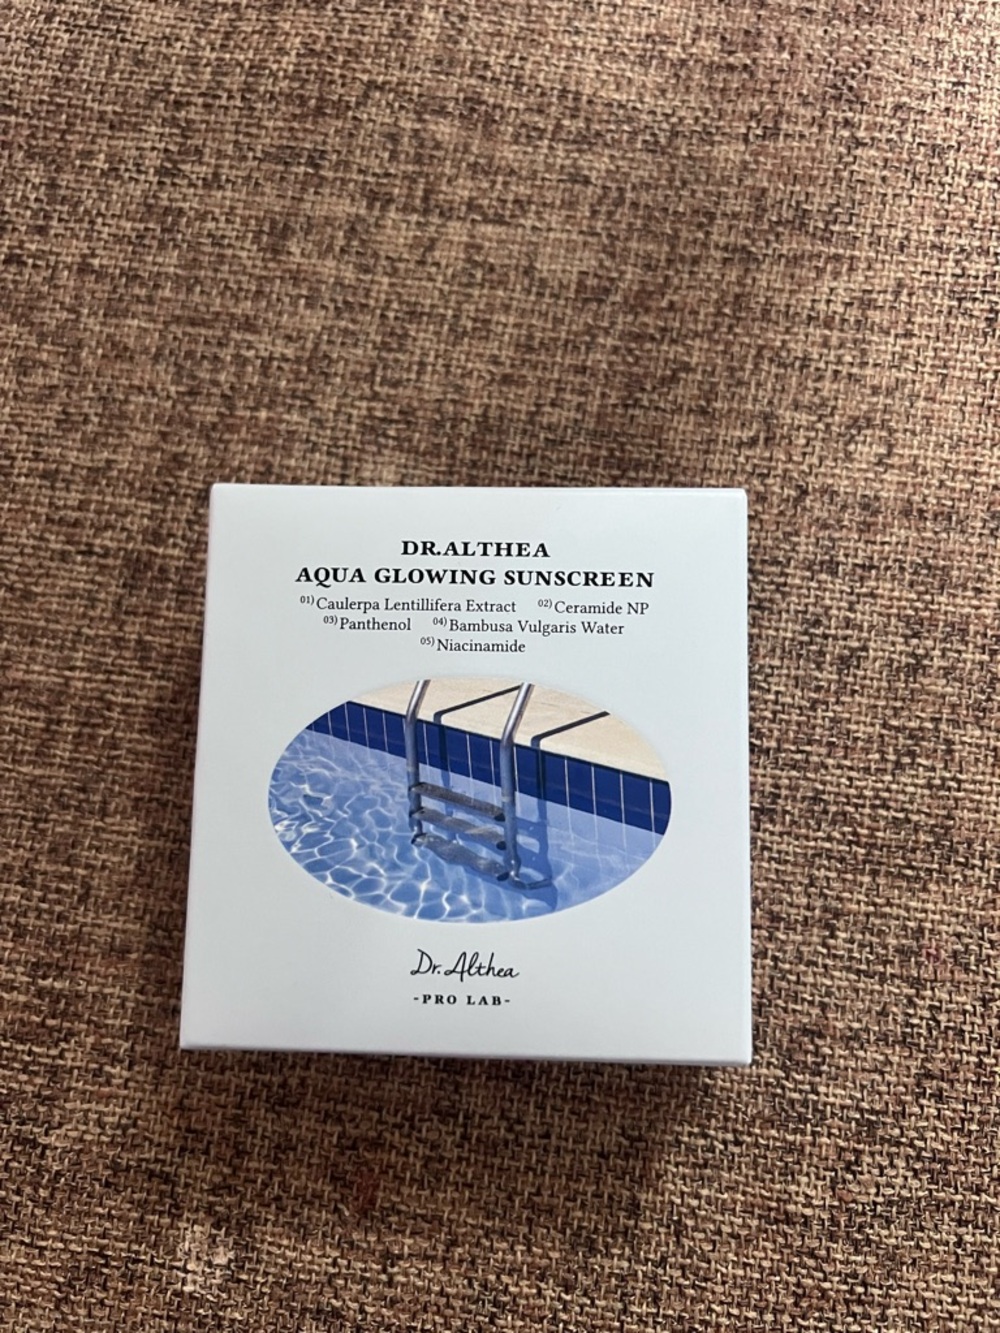 DR.ALTHEA
AQUA GLOWING SUNSCREEN
01)Caulerpa Lentillifera Extract 02)Ceramide NP
03)Panthenol 04)Bambusa Vulgaris Water
05)Niacinamide
Dr.Althea
-PRO LAB-